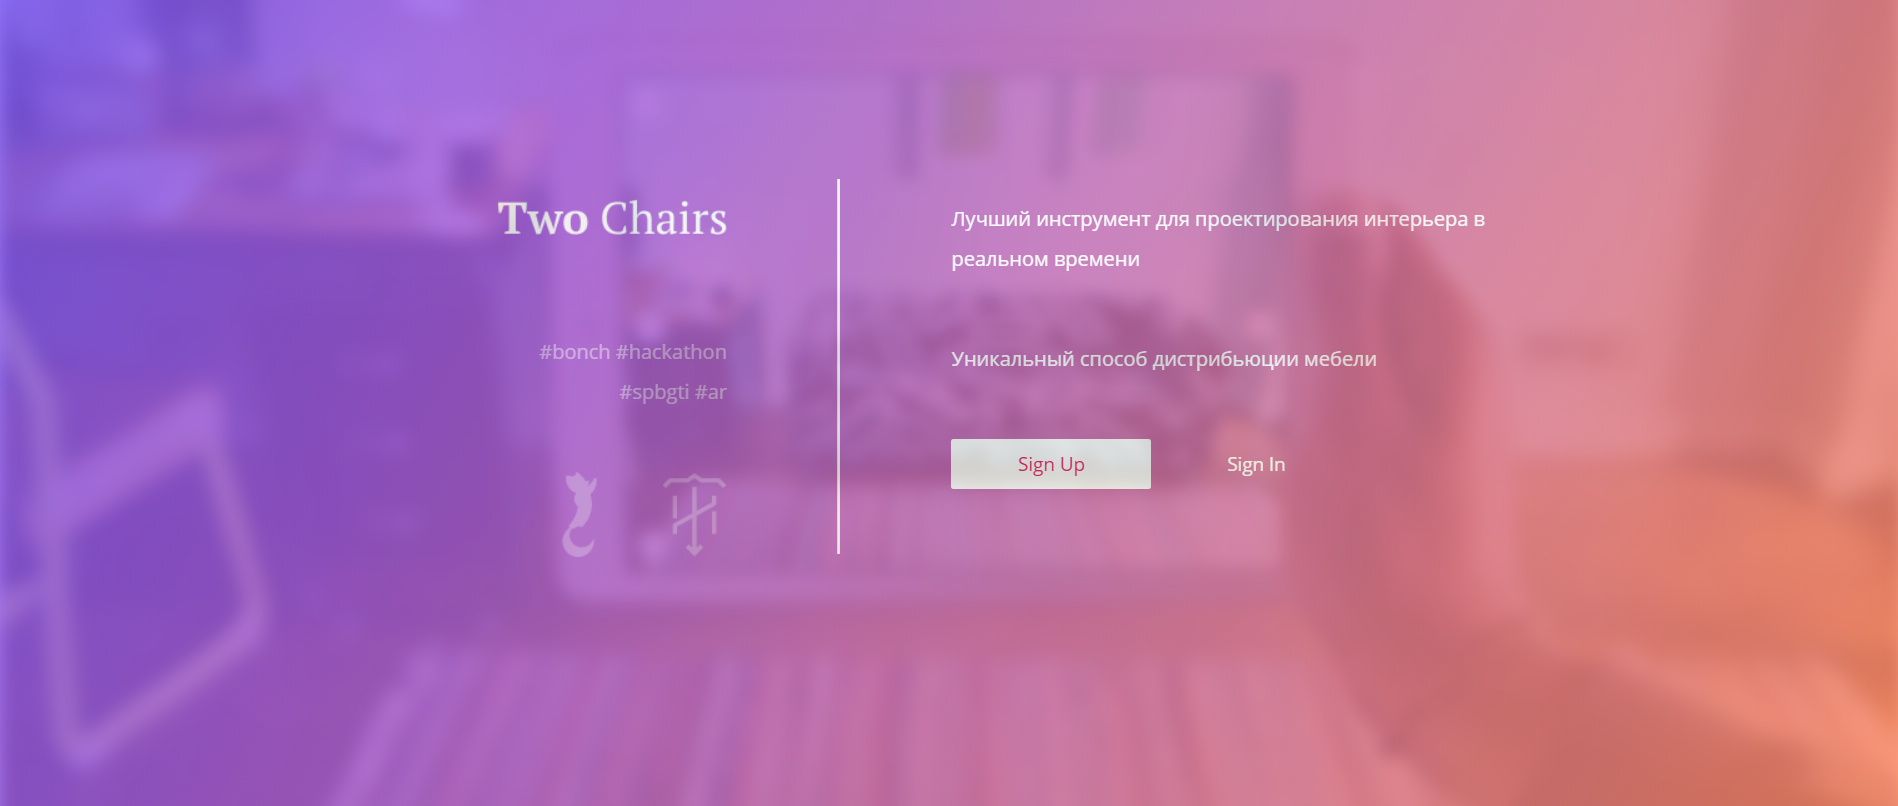 Two Chairs
#bonch #hackathon
#spbgti #ar
Лучший инструмент для проектирования интерьера в
реальном времени
Уникальный способ дистрибьюции мебели
Sign Up
Sign In